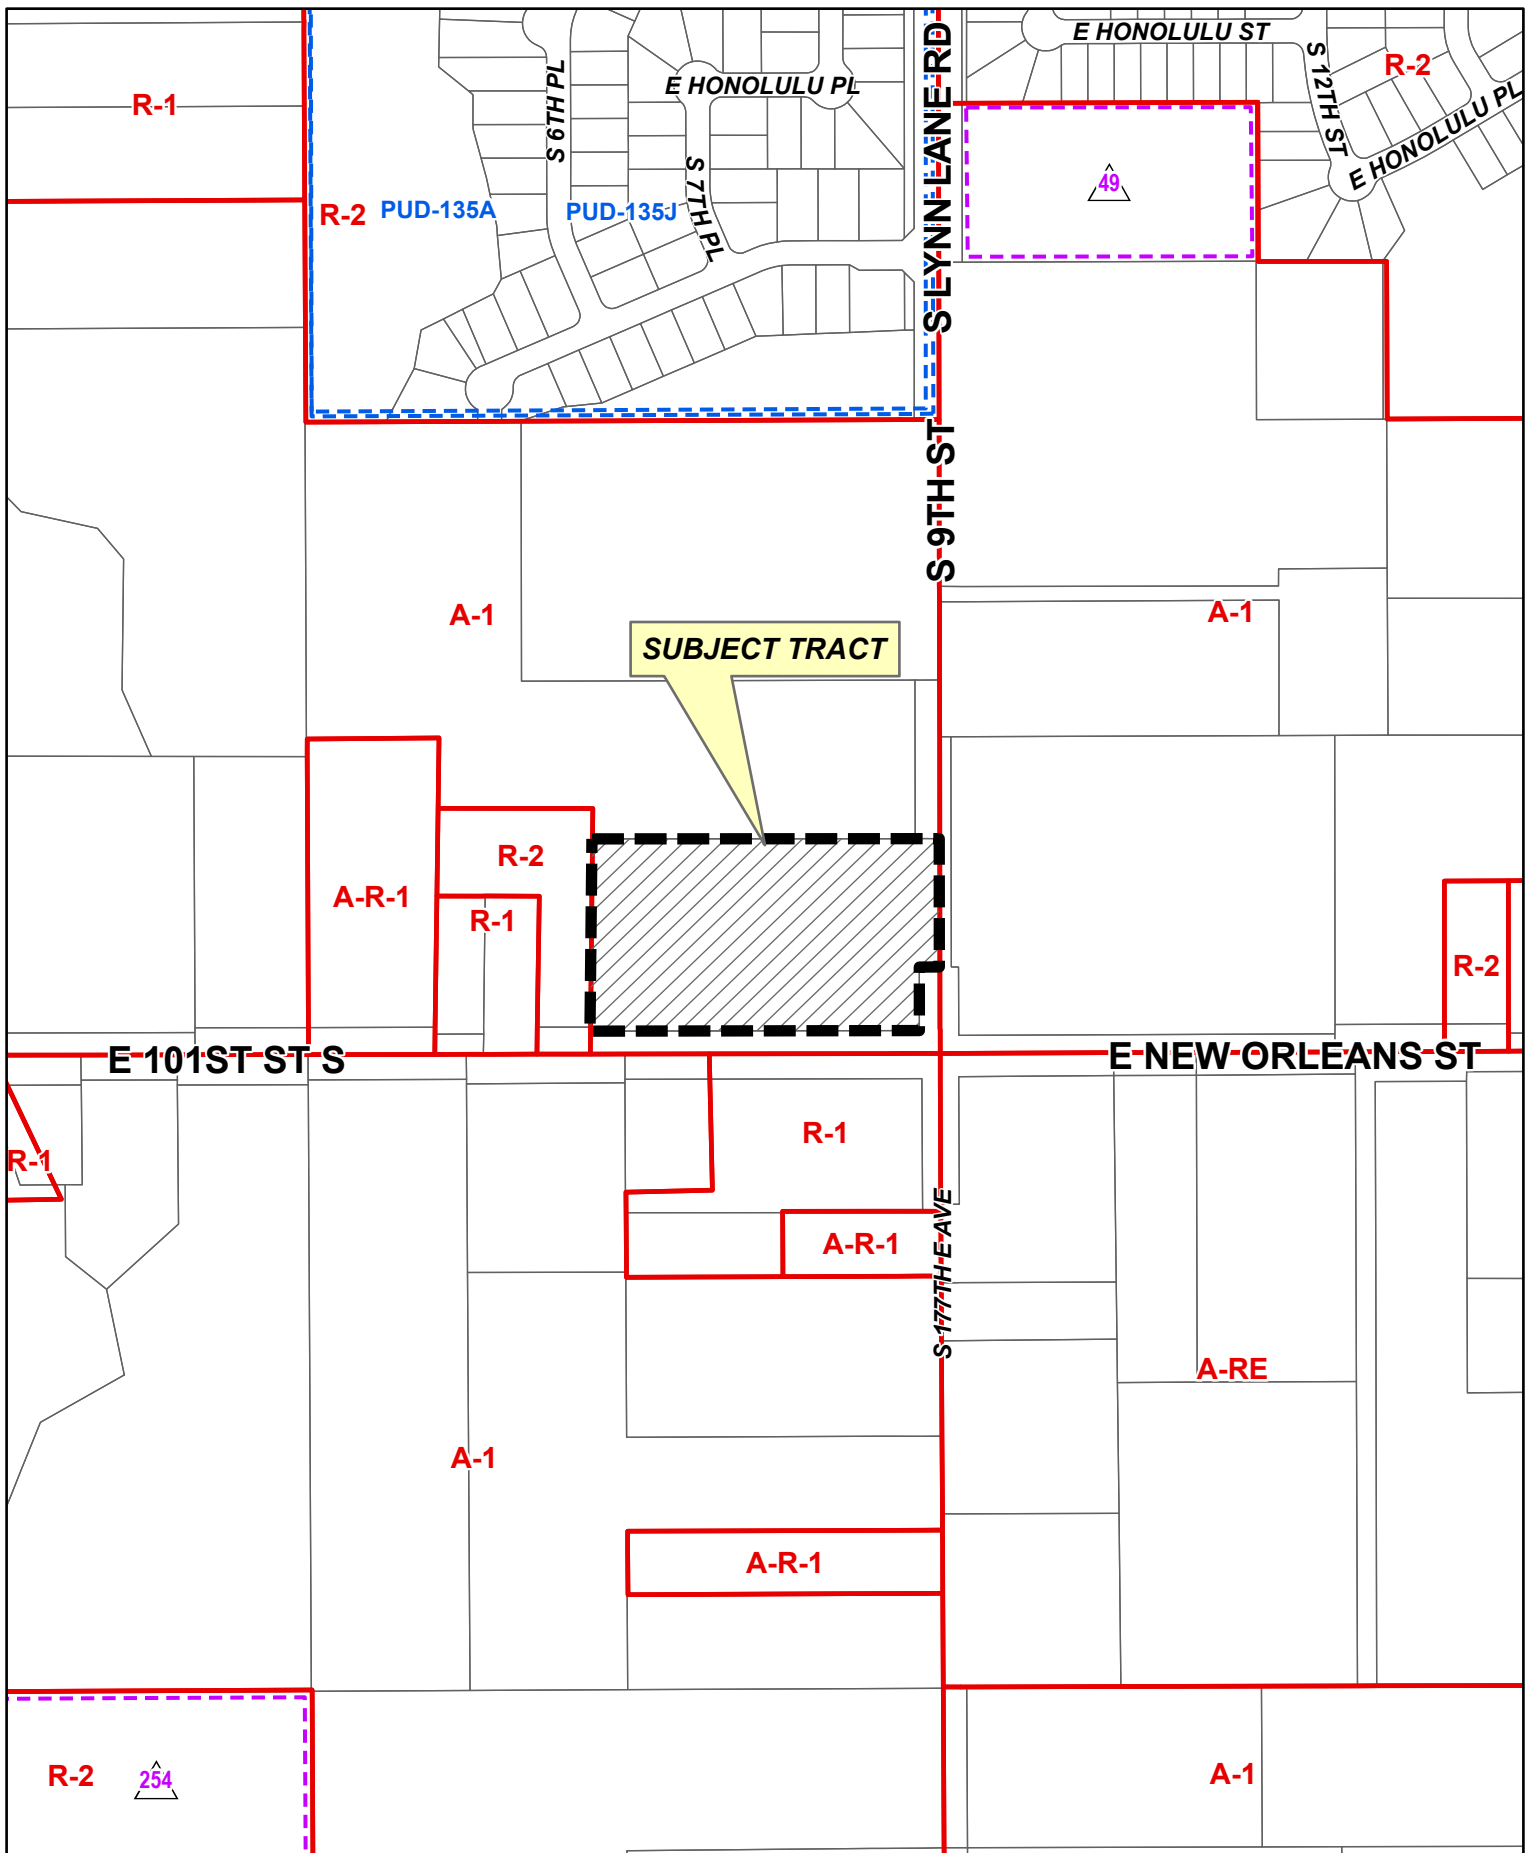 E HONOLULU ST
S LYNN LANE RD
S 6TH PL
E HONOLULU PL
S 12TH ST
R-2
R-1
E HONOLULU PL
S 7TH PL
49
R-2
PUD-135A
PUD-135J
S 9TH ST
A-1
A-1
SUBJECT TRACT
R-2
A-R-1
R-1
R-2
E 101ST ST S
E NEW ORLEANS ST
R-1
R-1
A-R-1
S 177TH E AVE
A-RE
A-1
A-R-1
R-2
254
A-1